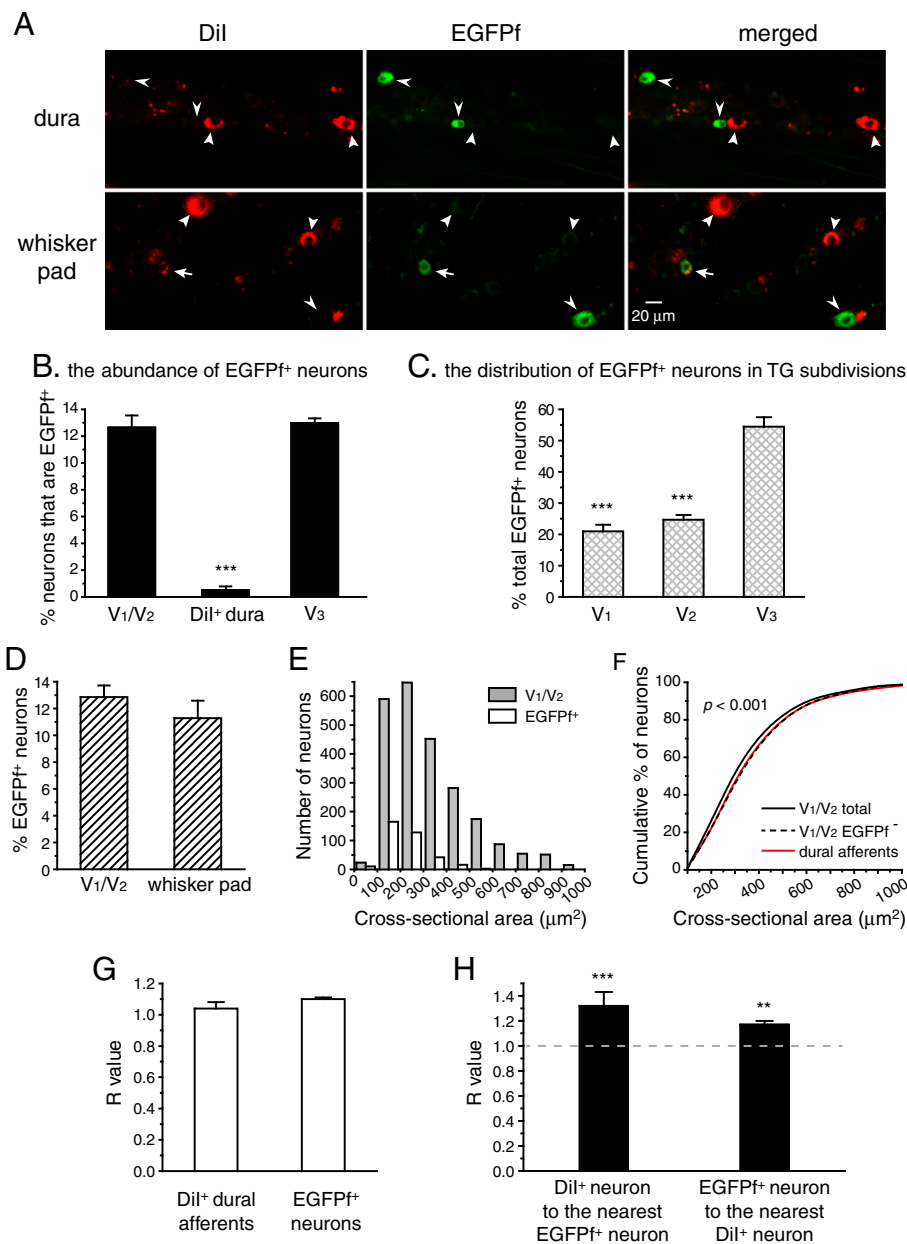 A
DiI
EGFPf
merged
dura
whisker
pad
20 μm
B. the abundance of EGFPf+ neurons
% neurons that are EGFPf+
14
12
10
8
6
4
2
0
***
V1/V2
DiI+ dura
V3
C. the distribution of EGFPf+ neurons in TG subdivisions
% total EGFPf+ neurons
60
50
40
30
20
10
0
***
***
V1
V2
V3
D
% EGFPf+ neurons
14
12
10
8
6
4
2
0
V1/V2
whisker pad
E
Number of neurons
600
500
400
300
200
100
0
V1/V2
EGFPf+
0
100
200
300
400
500
600
700
800
900
1000
Cross-sectional area (μm2)
F
Cumulative % of neurons
100
80
60
40
20
0
p < 0.001
V1/V2 total
V1/V2 EGFPf -
dural afferents
200
400
600
800
1000
Cross-sectional area (μm2)
G
R value
1.2
1.0
0.8
0.6
0.4
0.2
0.0
DiI+ dural
afferents
EGFPf+
neurons
H
R value
1.4
1.2
1.0
0.8
0.6
0.4
0.2
0.0
***
**
DiI+ neuron
to the nearest
EGFPf+ neuron
EGFPf+ neuron
to the nearest
DiI+ neuron